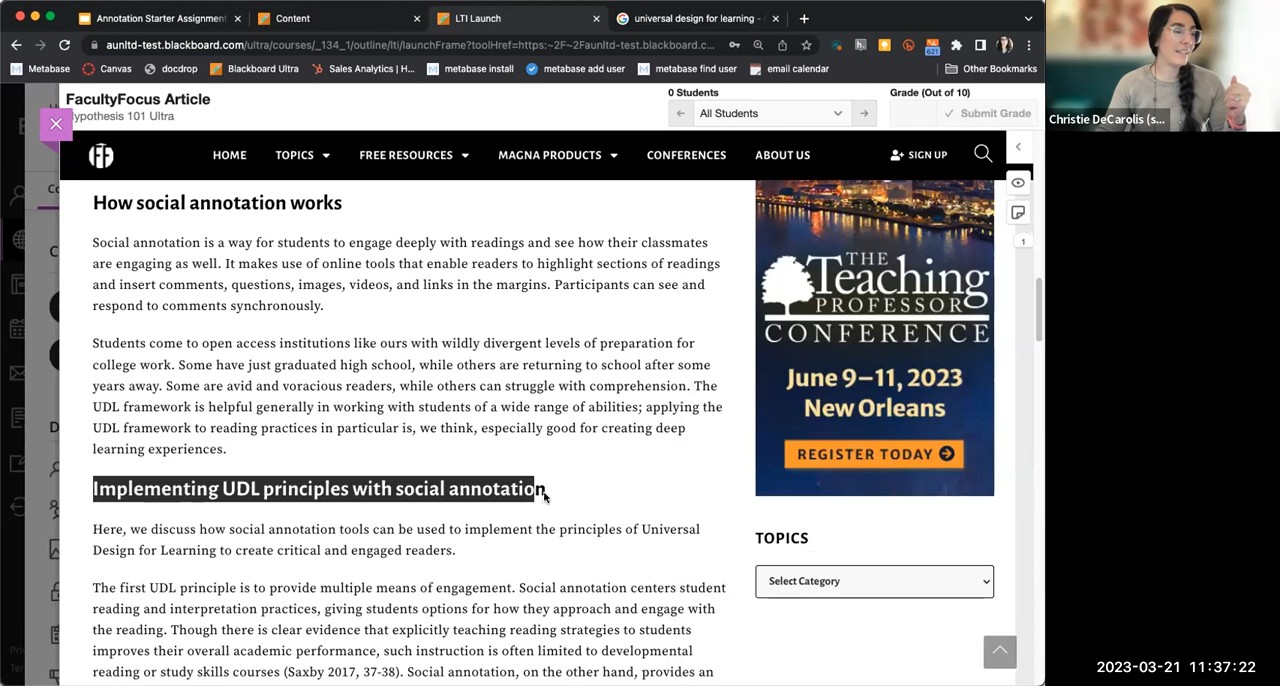 Annotation Starter Assignment
Content
LTI Launch
universal design for learning -
aunltd-test.blackboard.com/ultra/courses/_134_1/outline/lti/launchFrame?toolHref=https:~2F~2Faunltd-test.blackboard.c...
621
Metabase
Canvas
docdrop
Blackboard Ultra
Sales Analytics | H...
metabase install
metabase add user
metabase find user
email calendar
Other Bookmarks
FacultyFocus Article
ypothesis 101 Ultra
0 Students
All Students
Grade (Out of 10)
Submit Grade
Christie DeCarolis (s...
HOME
TOPICS
FREE RESOURCES
MAGNA PRODUCTS
CONFERENCES
ABOUT US
SIGN UP
How social annotation works
Social annotation is a way for students to engage deeply with readings and see how their classmates
are engaging as well. It makes use of online tools that enable readers to highlight sections of readings
and insert comments, questions, images, videos, and links in the margins. Participants can see and
respond to comments synchronously.
Students come to open access institutions like ours with wildly divergent levels of preparation for
college work. Some have just graduated high school, while others are returning to school after some
years away. Some are avid and voracious readers, while others can struggle with comprehension. The
UDL framework is helpful generally in working with students of a wide range of abilities; applying the
UDL framework to reading practices in particular is, we think, especially good for creating deep
learning experiences.
Implementing UDL principles with social annotation
Here, we discuss how social annotation tools can be used to implement the principles of Universal
Design for Learning to create critical and engaged readers.
The first UDL principle is to provide multiple means of engagement. Social annotation centers student
reading and interpretation practices, giving students options for how they approach and engage with
the reading. Though there is clear evidence that explicitly teaching reading strategies to students
improves their overall academic performance, such instruction is often limited to developmental
reading or study skills courses (Saxby 2017, 37-38). Social annotation, on the other hand, provides an
THE
Teaching
PROFESSOR
CONFERENCE
June 9–11, 2023
New Orleans
REGISTER TODAY
TOPICS
Select Category
1
2023-03-21 11:37:22